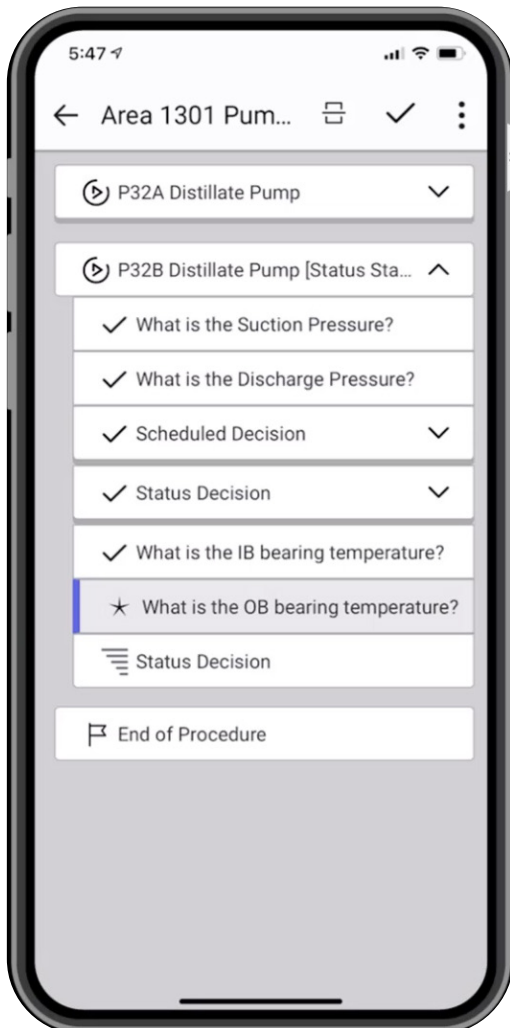 5:47
Area 1301 Pum...
P32A Distillate Pump
P32B Distillate Pump [Status Sta...
What is the Suction Pressure?
What is the Discharge Pressure?
Scheduled Decision
Status Decision
What is the IB bearing temperature?
What is the OB bearing temperature?
Status Decision
End of Procedure